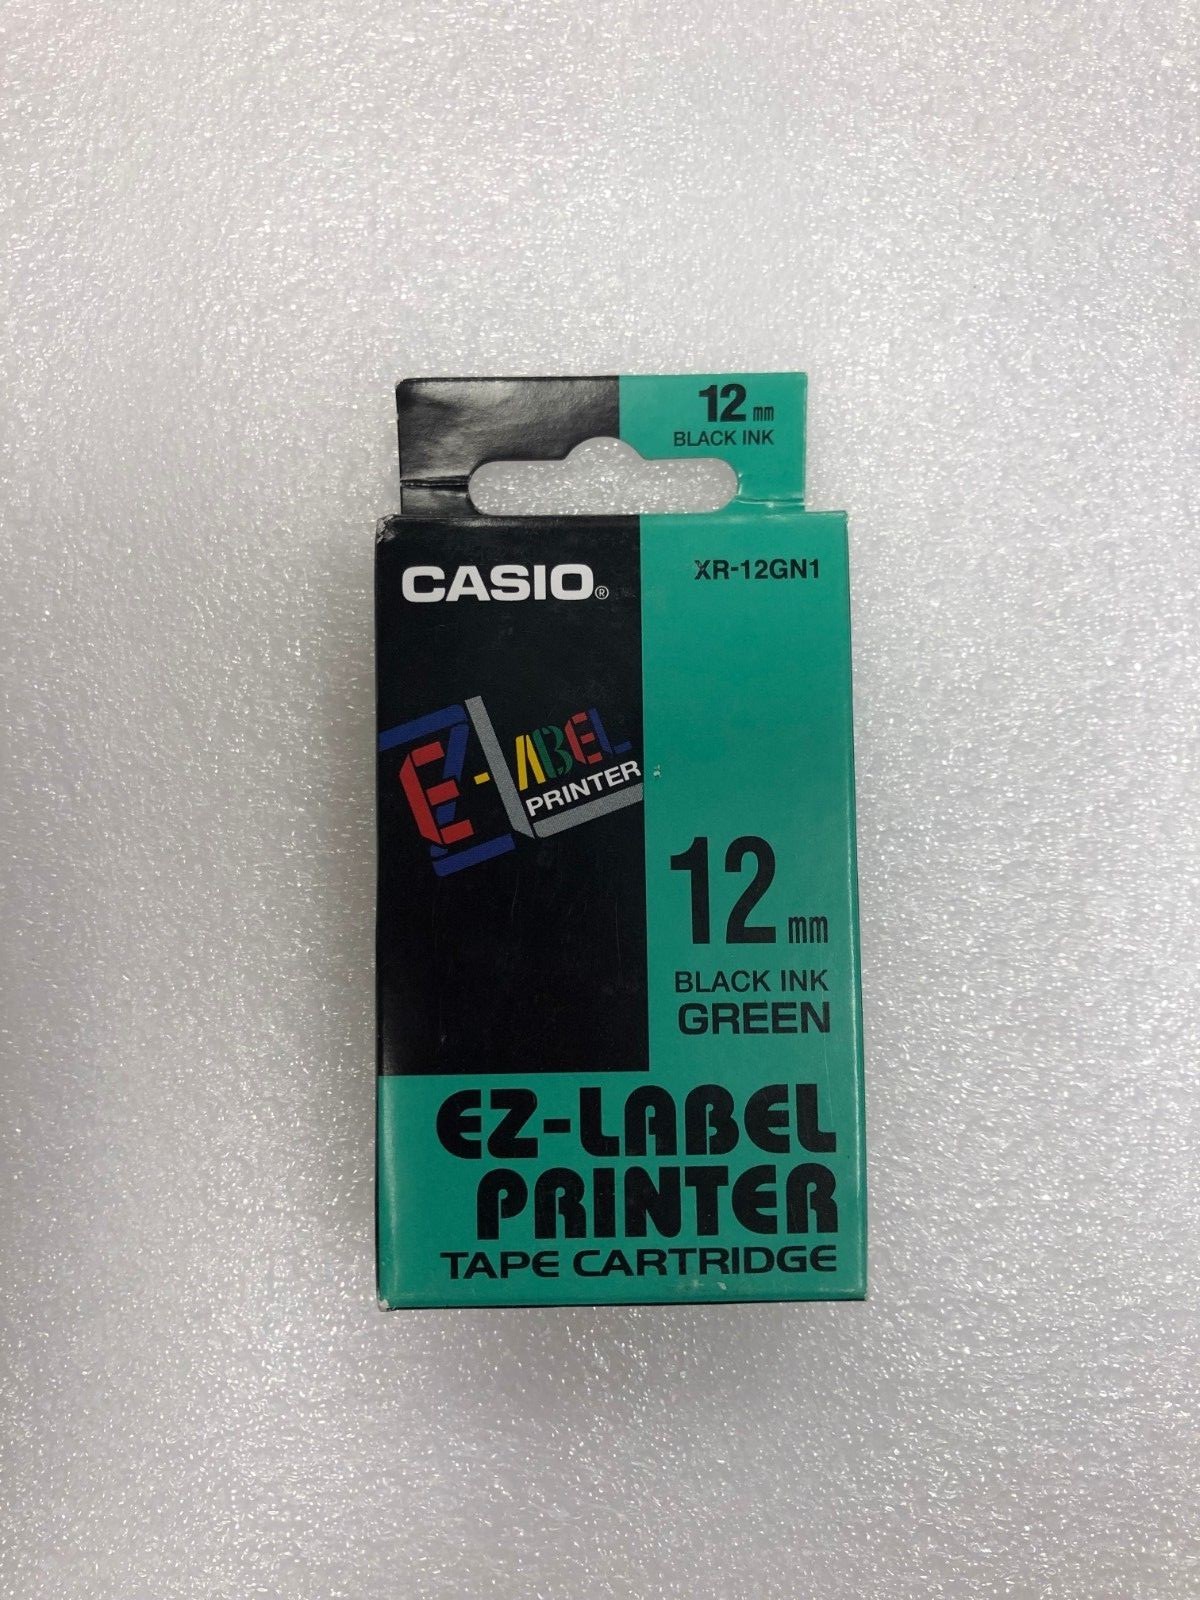 12 mm
BLACK INK
CASIO®
XR-12GN1
EZ-LABEL
PRINTER
12 mm
BLACK INK
GREEN
EZ-LABEL
PRINTER
TAPE CARTRIDGE